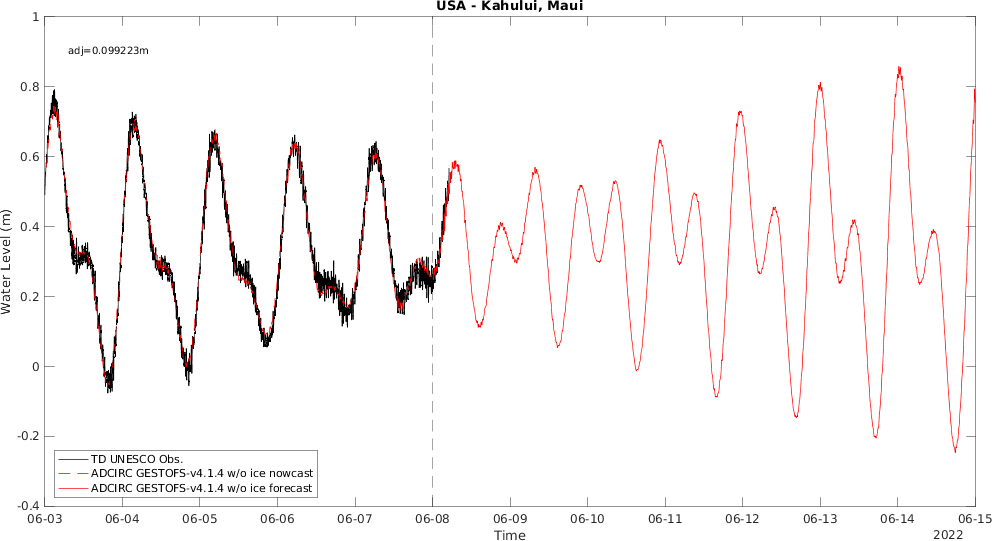 USA - Kahului, Maui
adj=0.099223m
1
0.8
0.6
0.4
0.2
0
-0.2
-0.4
Water Level (m)
TD UNESCO Obs.
ADCIRC GESTOFS-v4.1.4 w/o ice nowcast
ADCIRC GESTOFS-v4.1.4 w/o ice forecast
06-03 06-04 06-05 06-06 06-07 06-08 06-09 06-10 06-11 06-12 06-13 06-14 06-15
Time
2022